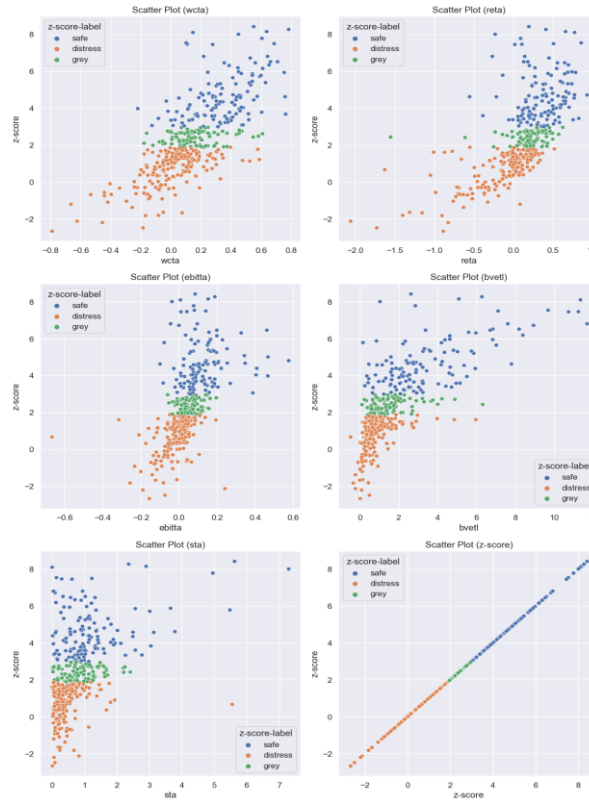 Scatter Plot (wcta)
z-score-label
safe
distress
grey
z-score
8
6
4
2
0
−2
−0.8 −0.6 −0.4 −0.2 0.0 0.2 0.4 0.6 0.8
wcta
Scatter Plot (reta)
z-score-label
safe
distress
grey
z-score
8
6
4
2
0
−2
−2.0 −1.5 −1.0 −0.5 0.0 0.5
reta
Scatter Plot (ebitta)
z-score-label
safe
distress
grey
z-score
8
6
4
2
0
−2
−0.6 −0.4 −0.2 0.0 0.2 0.4 0.6
ebitta
Scatter Plot (bvetl)
z-score
8
6
4
2
0
−2
z-score-label
safe
distress
grey
0 2 4 6 8 10
bvetl
Scatter Plot (sta)
z-score
8
6
4
2
0
−2
z-score-label
safe
distress
grey
0 1 2 3 4 5 6 7
sta
Scatter Plot (z-score)
z-score-label
safe
distress
grey
z-score
8
6
4
2
0
−2
−2 0 2 4 6 8
z-score